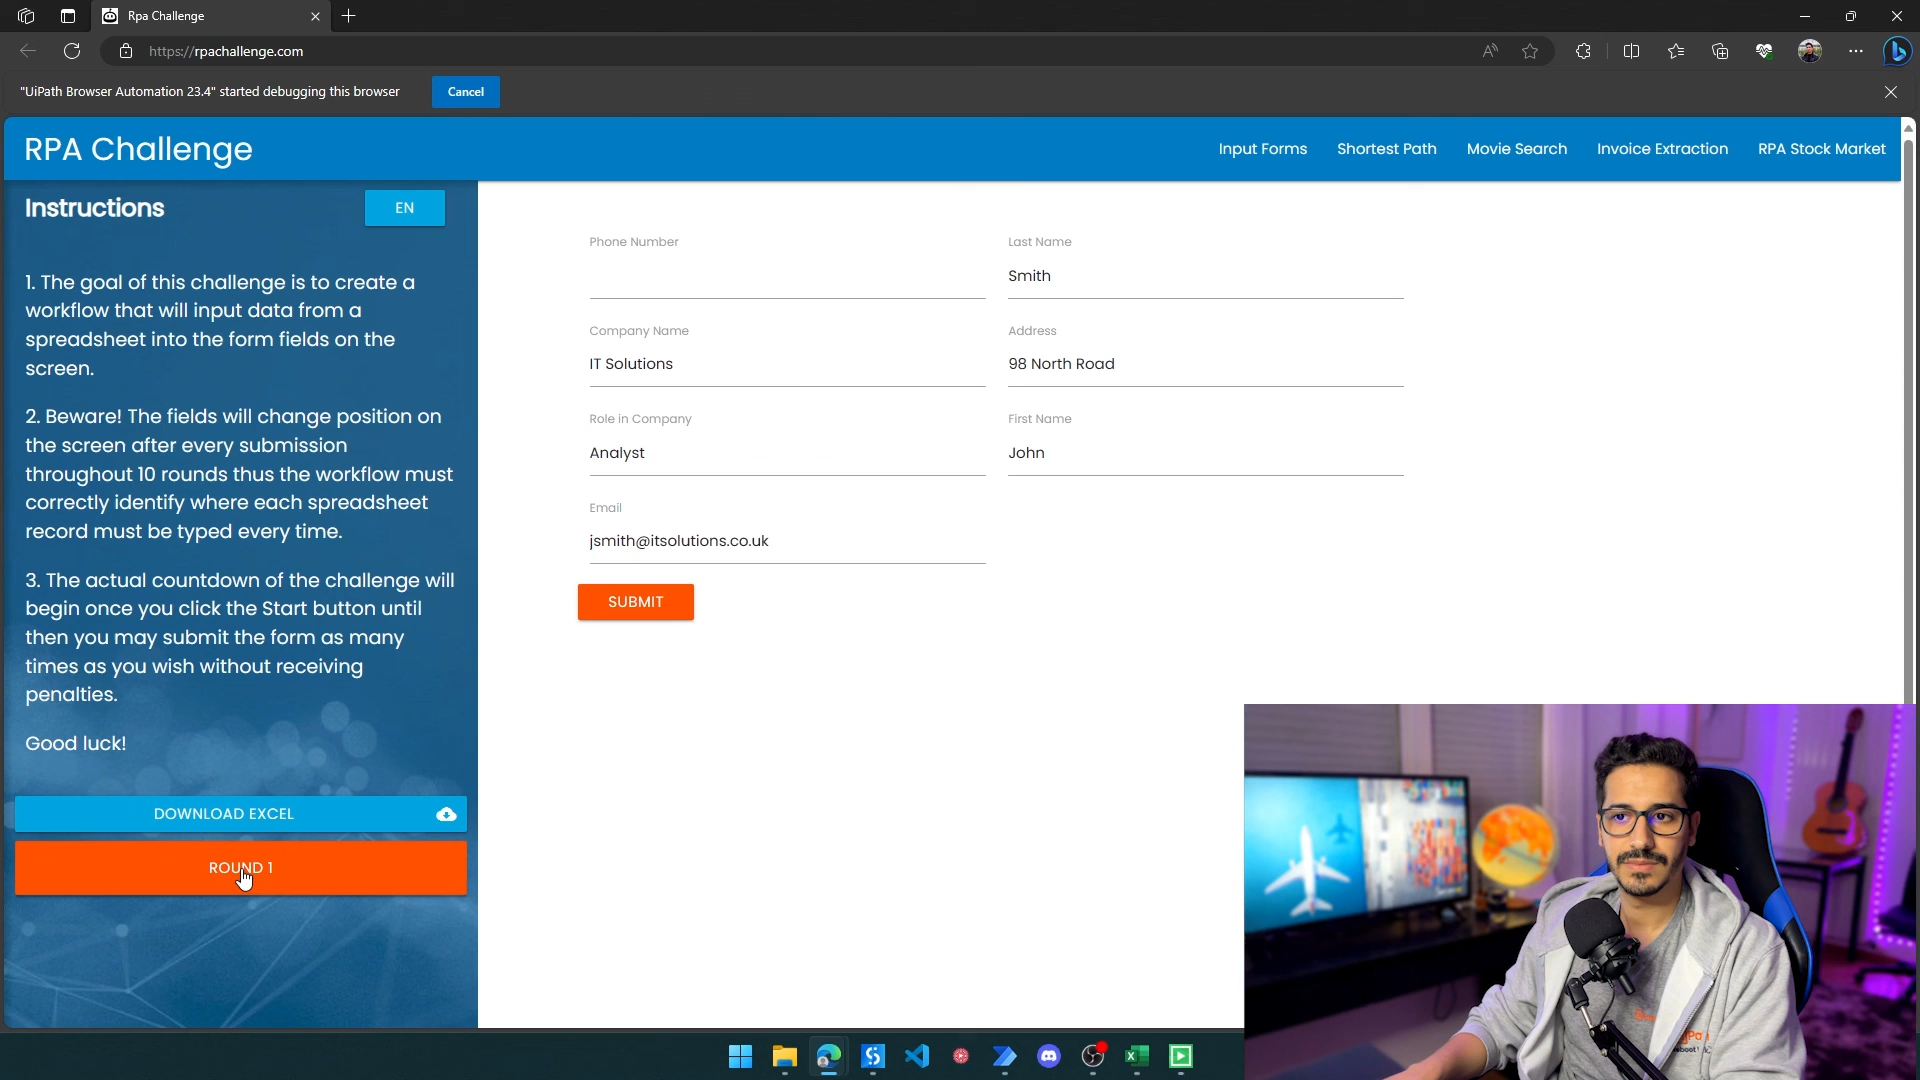 Rpa Challenge
https://rpachallenge.com
"UiPath Browser Automation 23.4" started debugging this browser
Cancel
RPA Challenge
Input Forms
Shortest Path
Movie Search
Invoice Extraction
RPA Stock Market
Instructions
EN
1. The goal of this challenge is to create a
workflow that will input data from a
spreadsheet into the form fields on the
screen.
2. Beware! The fields will change position on
the screen after every submission
throughout 10 rounds thus the workflow must
correctly identify where each spreadsheet
record must be typed every time.
3. The actual countdown of the challenge will
begin once you click the Start button until
then you may submit the form as many
times as you wish without receiving
penalties.
Good luck!
DOWNLOAD EXCEL
ROUND 1
Phone Number
Last Name
Smith
Company Name
IT Solutions
Address
98 North Road
Role in Company
Analyst
First Name
John
Email
jsmith@itsolutions.co.uk
SUBMIT